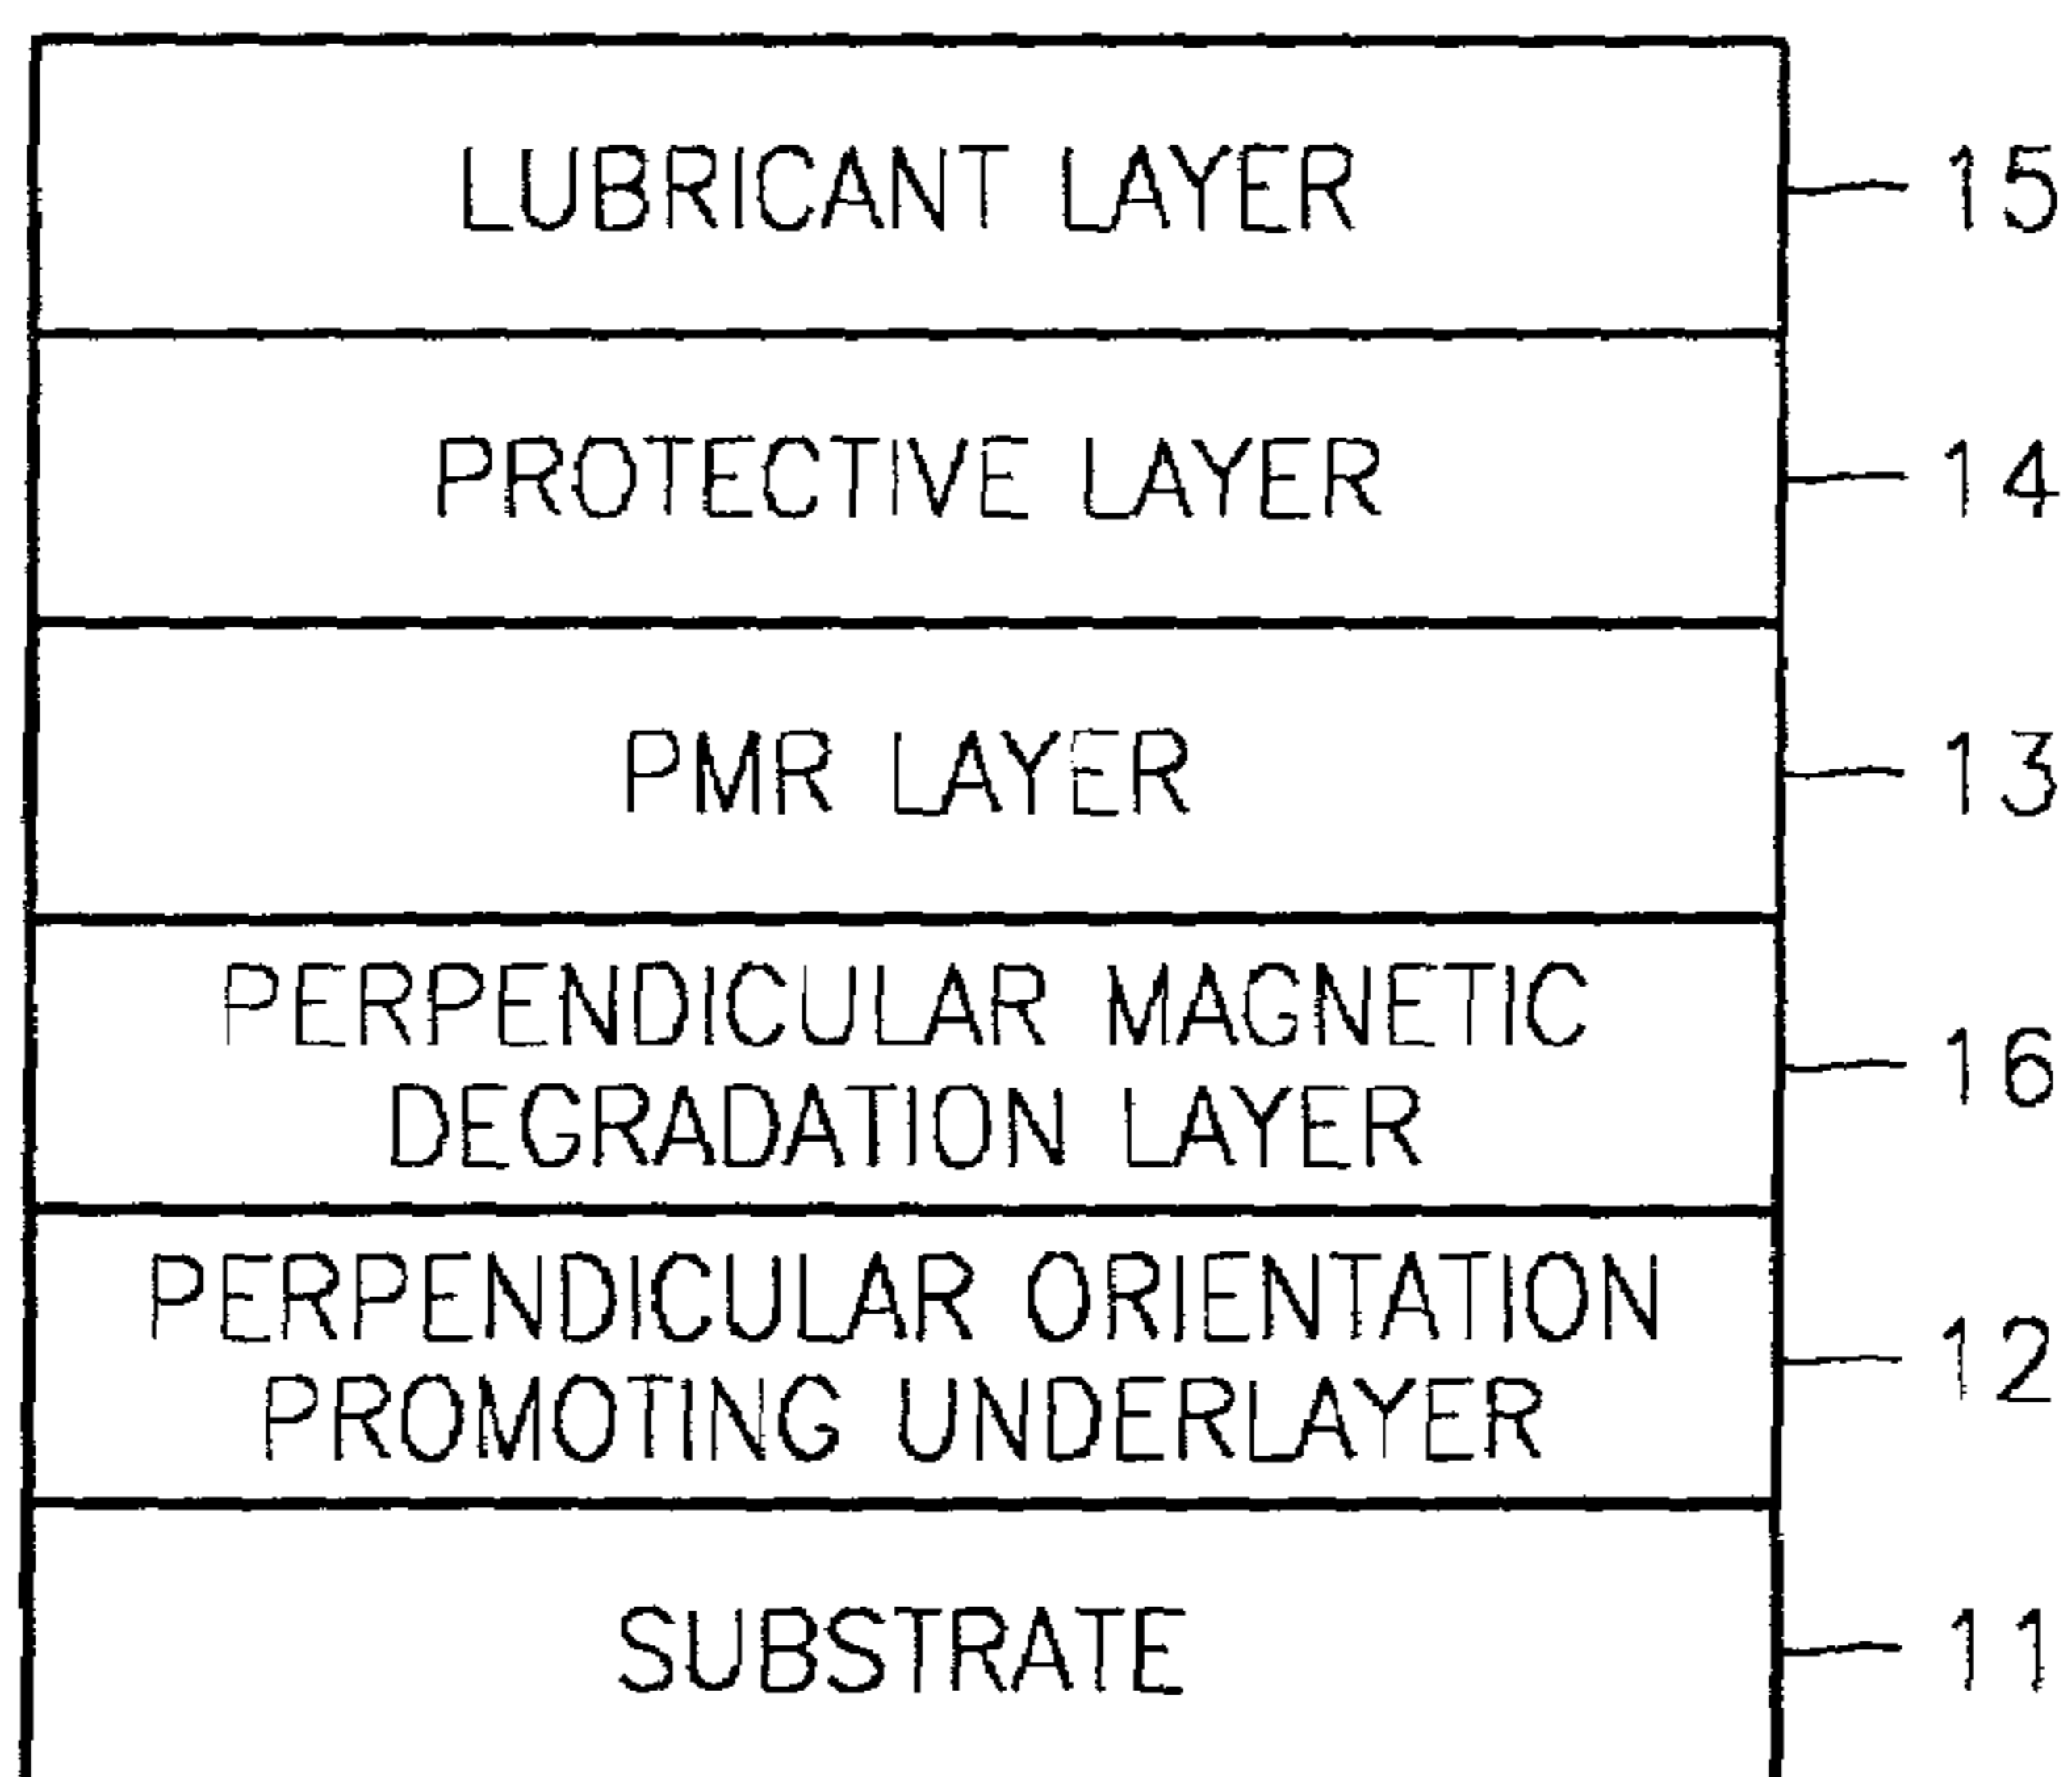 LUBRICANT LAYER 15
PROTECTIVE LAYER 14
PMR LAYER 13
PERPENDICULAR MAGNETIC
DEGRADATION LAYER 16
PERPENDICULAR ORIENTATION
PROMOTING UNDERLAYER 12
SUBSTRATE 11